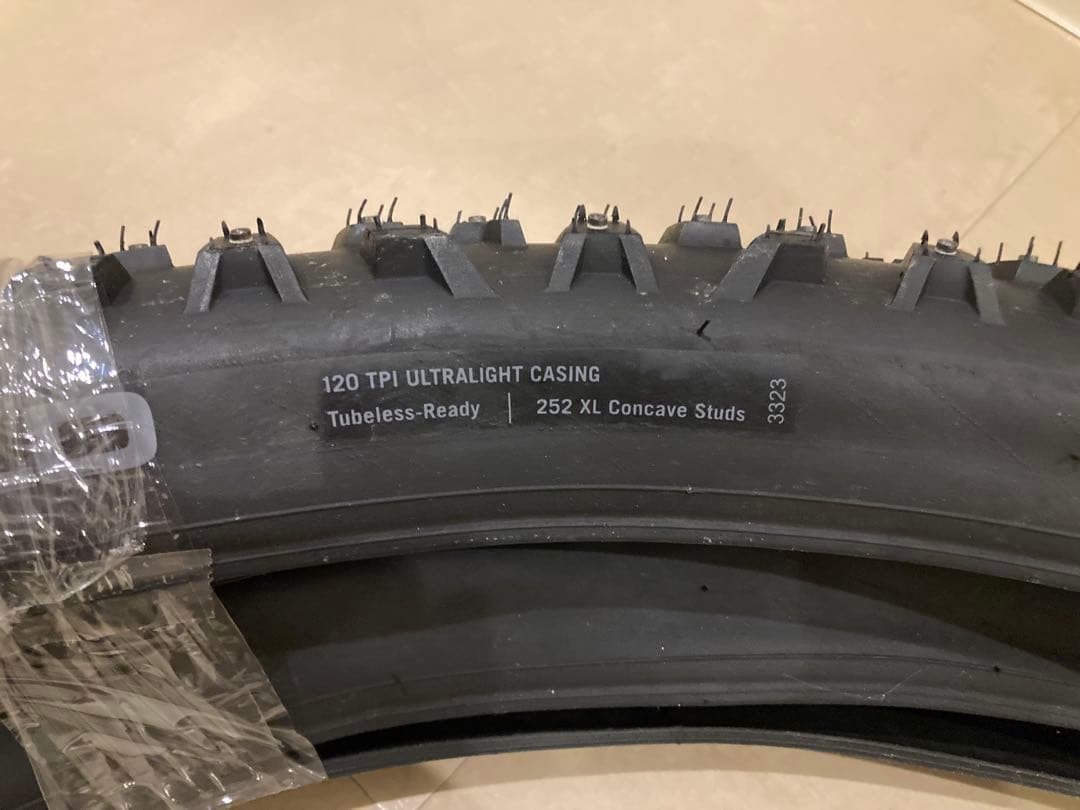 120 TPI ULTRALIGHT CASING
Tubeless-Ready | 252 XL Concave Studs
3323